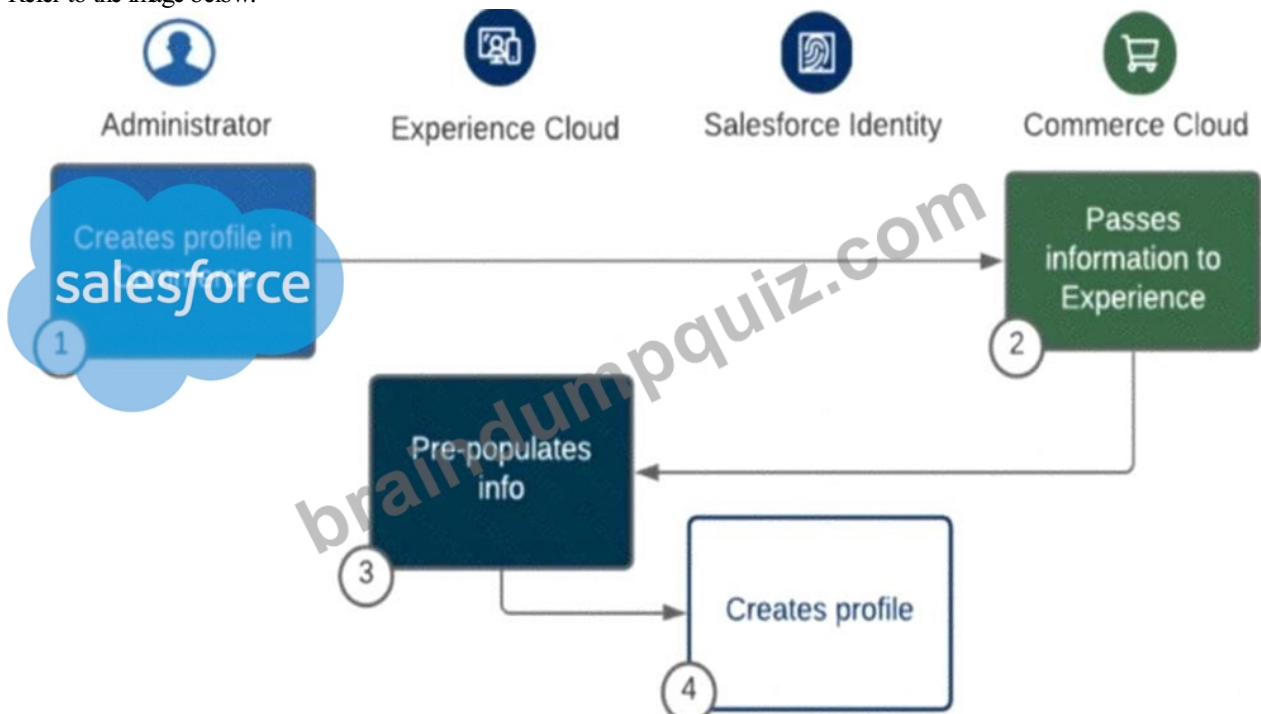 Refer to the image below.
Administrator
Experience Cloud
Salesforce Identity
Commerce Cloud
Creates profile in
Commerce
salesforce
1
Passes
information to
Experience
2
braindumpquiz.com
Pre-populates
info
3
Creates profile
4